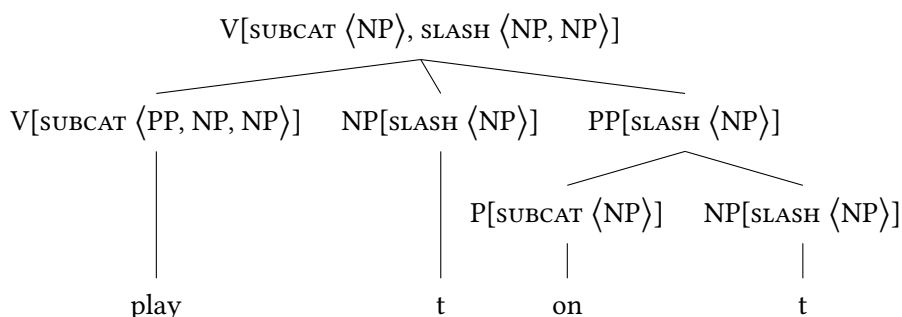 V[SUBCAT ⟨NP⟩, SLASH ⟨NP, NP⟩]
V[SUBCAT ⟨PP, NP, NP⟩] NP[SLASH ⟨NP⟩] PP[SLASH ⟨NP⟩]
P[SUBCAT ⟨NP⟩] NP[SLASH ⟨NP⟩]
play t on t